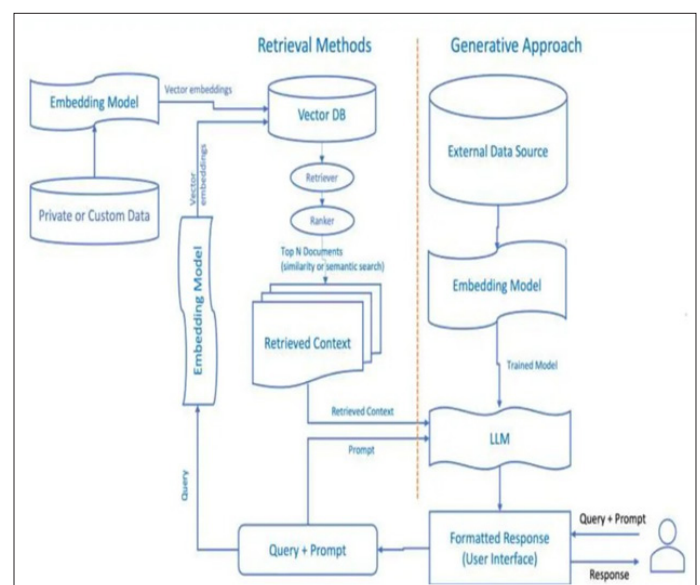 Retrieval Methods
Generative Approach
Embedding Model
Vector embeddings
Vector DB
External Data Source
Private or Custom Data
Vector
embeddings
Retriever
Ranker
Top N Documents
(similarity or semantic search)
Embedding Model
Embedding Model
Retrieved Context
Trained Model
Retrieved Context
LLM
Prompt
Query
Query + Prompt
Formatted Response
(User Interface)
Query + Prompt
Response